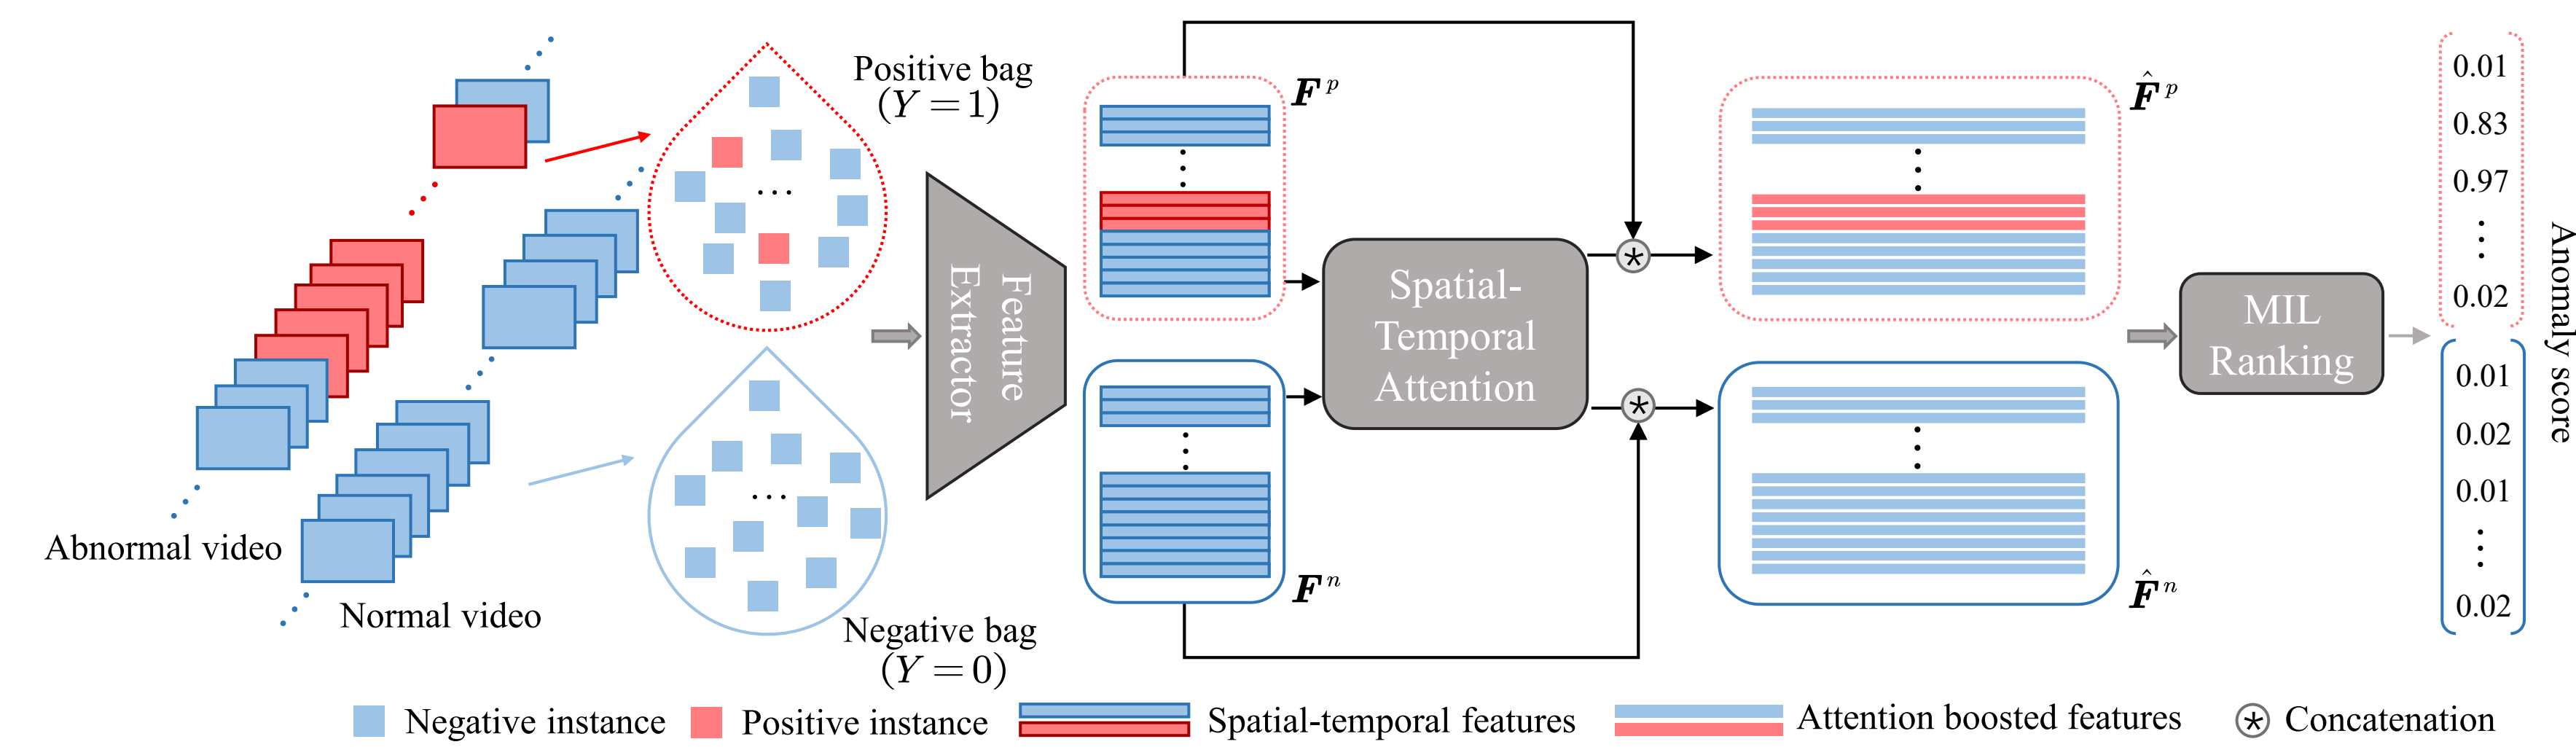 Abnormal video
Normal video
Positive bag
(Y = 1)
Negative bag
(Y = 0)
Feature
Extractor
F^p
F^n
Spatial-
Temporal
Attention
*
*
F̂^p
F̂^n
MIL
Ranking
0.01
0.83
0.97
0.02
0.01
0.02
0.01
0.02
Anomaly score
Negative instance
Positive instance
Spatial-temporal features
Attention boosted features
* Concatenation